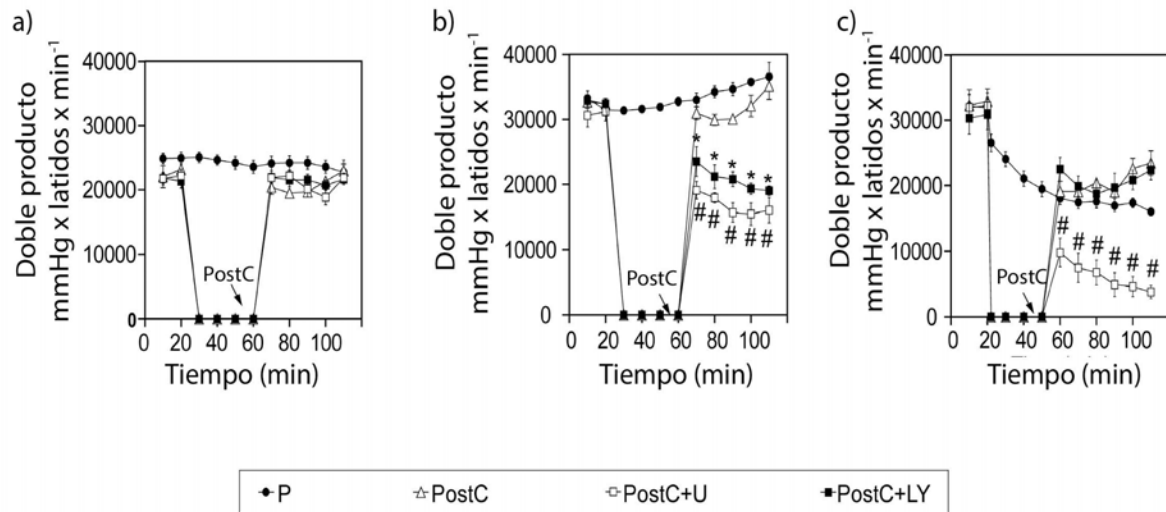 a)
Doble producto
mmHg x latidos x min⁻¹
40000
30000
20000
10000
0
PostC
0 20 40 60 80 100
Tiempo (min)
b)
Doble producto
mmHg x latidos x min⁻¹
40000
30000
20000
10000
0
* * * * *
# # # # #
PostC
0 20 40 60 80 100
Tiempo (min)
c)
Doble producto
mmHg x latidos x min⁻¹
40000
30000
20000
10000
0
# # # # # #
PostC
0 20 40 60 80 100
Tiempo (min)
P PostC PostC+U PostC+LY